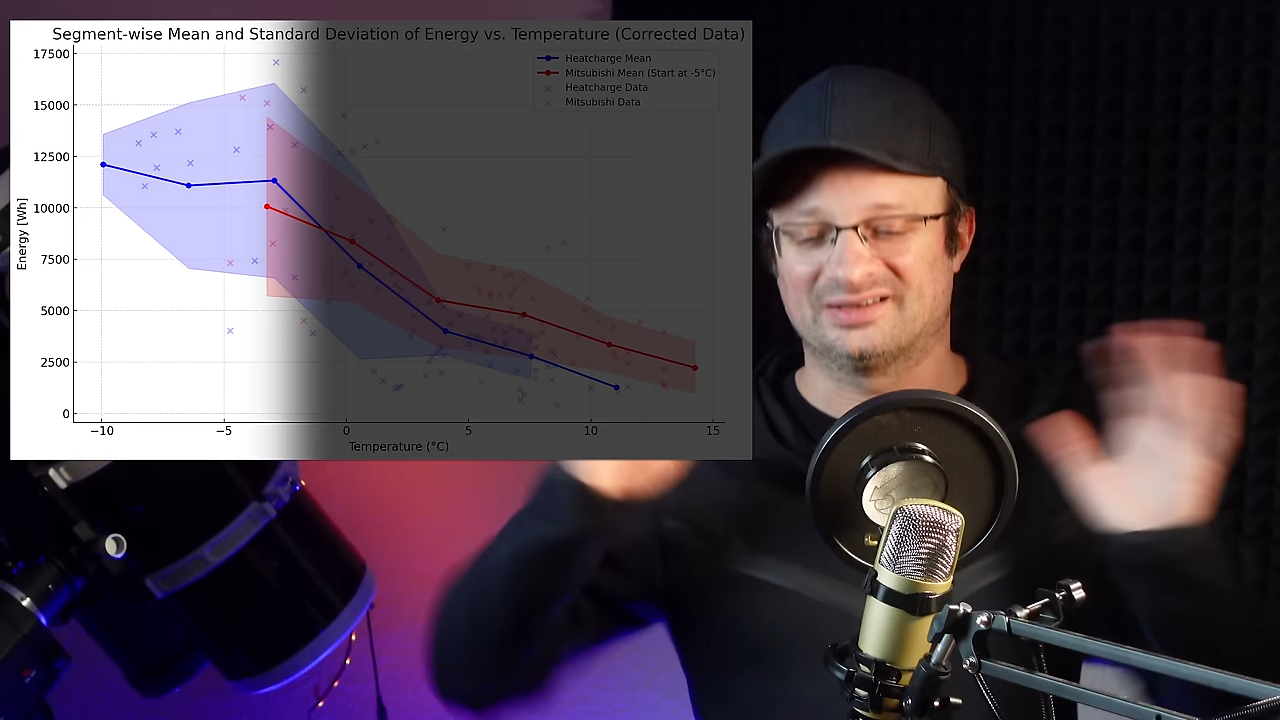 Segment-wise Mean and Standard Deviation of Energy vs. Temperature (Corrected Data)
Heatcharge Mean
Mitsubishi Mean (Start at -5°C)
Heatcharge Data
Mitsubishi Data
Energy [Wh]
17500
15000
12500
10000
7500
5000
2500
0
−10
−5
0
5
10
15
Temperature (°C)